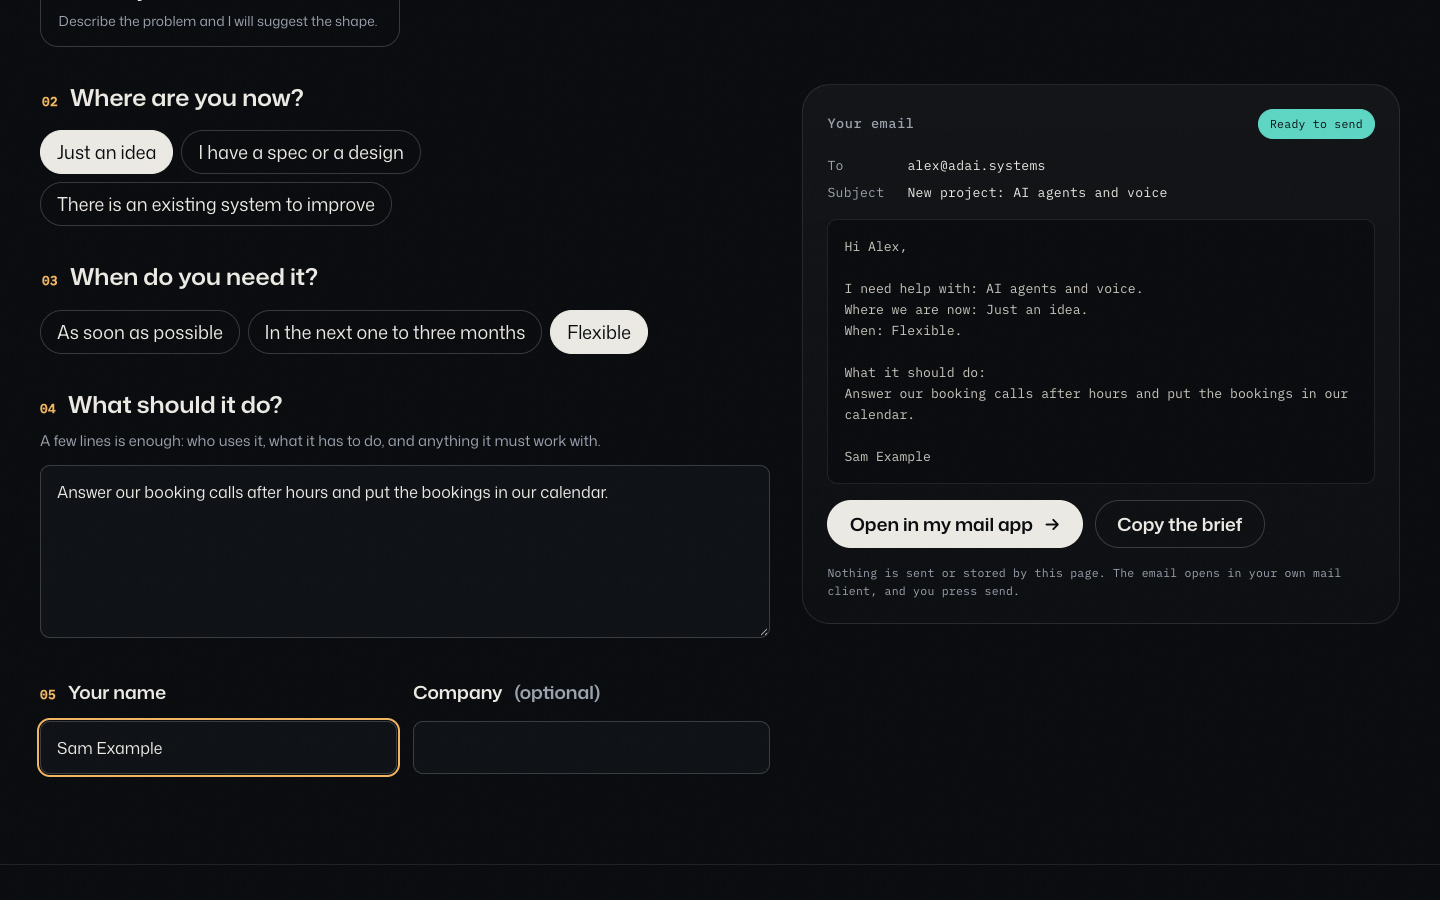 Describe the problem and I will suggest the shape.
02 Where are you now?
Just an idea
I have a spec or a design
There is an existing system to improve
03 When do you need it?
As soon as possible
In the next one to three months
Flexible
04 What should it do?
A few lines is enough: who uses it, what it has to do, and anything it must work with.
Answer our booking calls after hours and put the bookings in our calendar.
05 Your name
Sam Example
Company (optional)
Your email
Ready to send
To alex@adai.systems
Subject New project: AI agents and voice
Hi Alex,
I need help with: AI agents and voice.
Where we are now: Just an idea.
When: Flexible.
What it should do:
Answer our booking calls after hours and put the bookings in our
calendar.
Sam Example
Open in my mail app →
Copy the brief
Nothing is sent or stored by this page. The email opens in your own mail
client, and you press send.